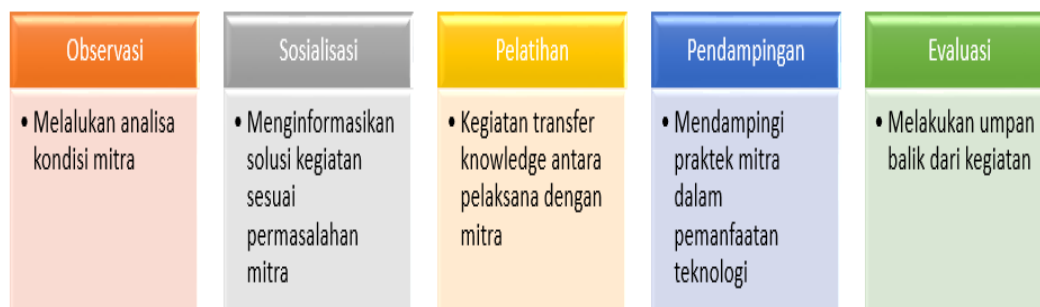 Observasi
• Melalukan analisa
kondisi mitra
Sosialisasi
• Menginformasikan
solusi kegiatan
sesuai
permasalahan
mitra
Pelatihan
• Kegiatan transfer
knowledge antara
pelaksana dengan
mitra
Pendampingan
• Mendampingi
praktek mitra
dalam
pemanfaatan
teknologi
Evaluasi
• Melakukan umpan
balik dari kegiatan